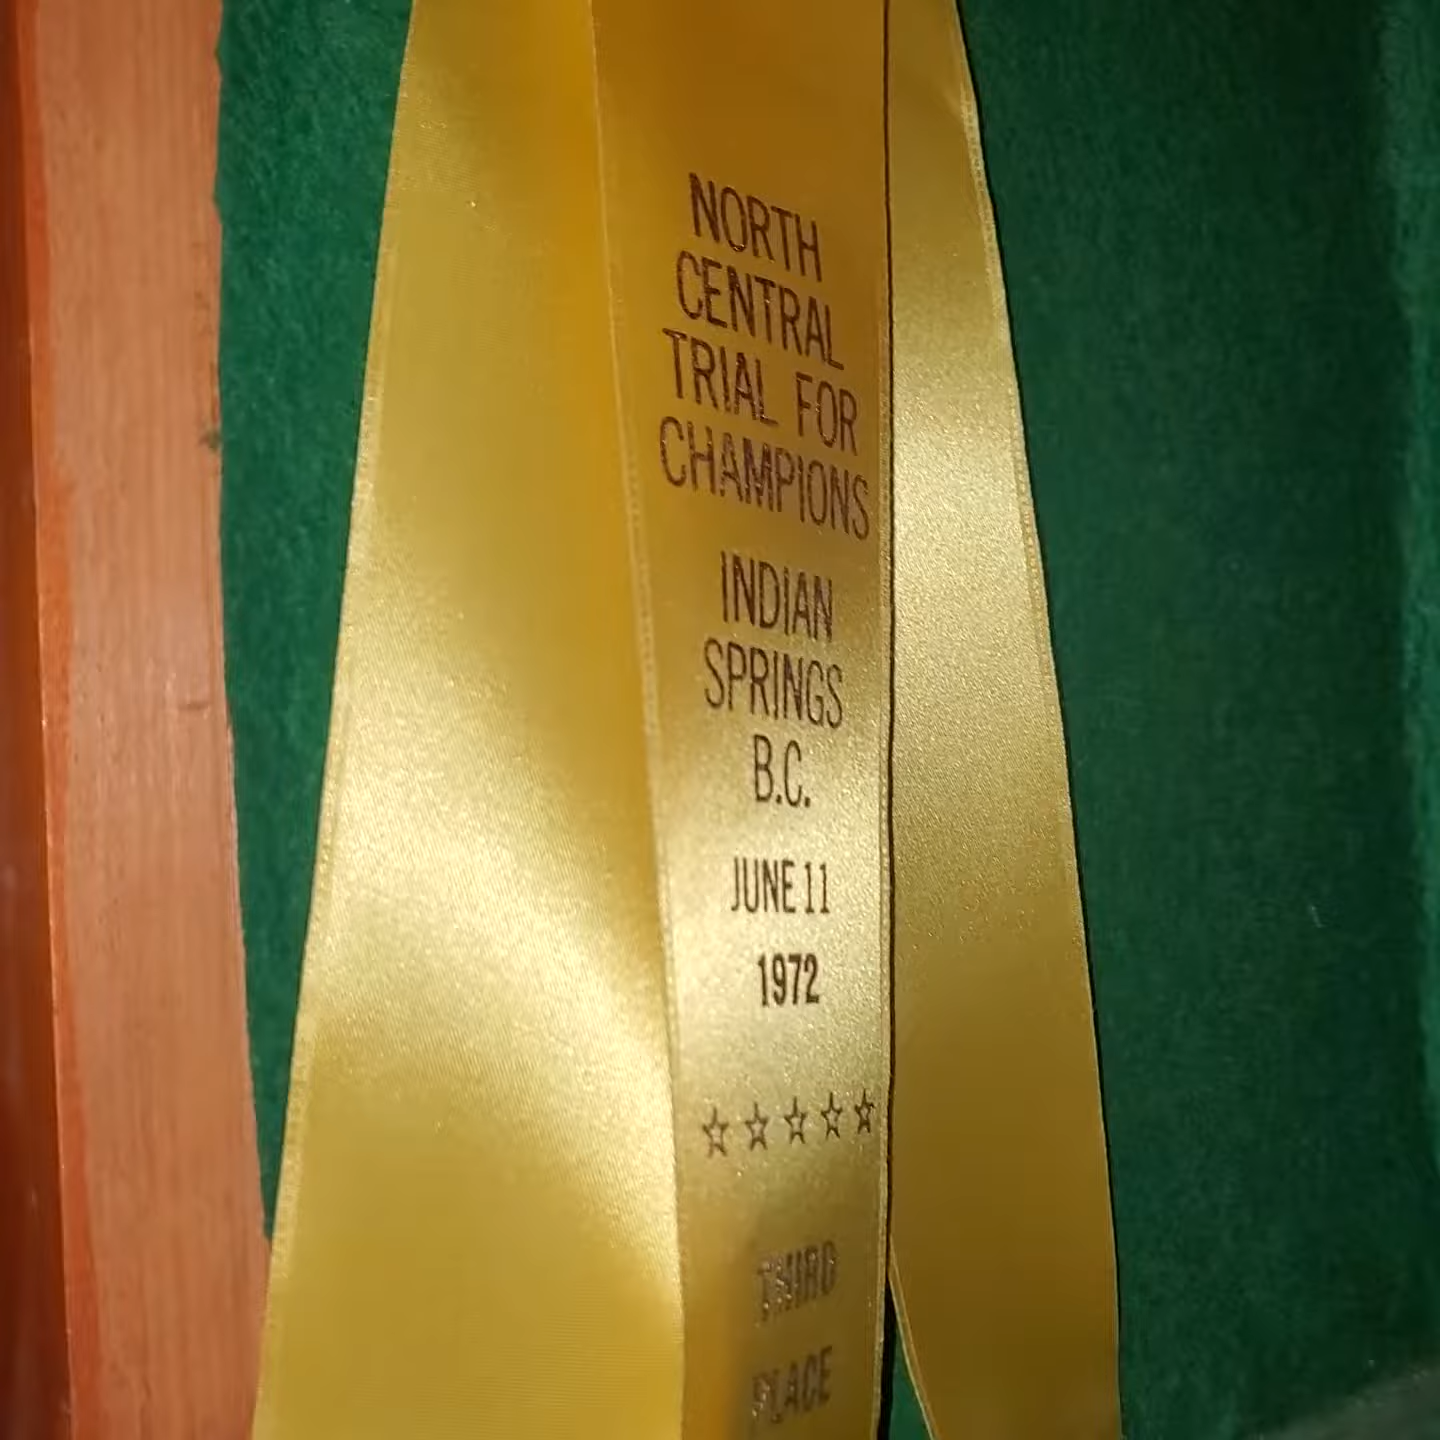 NORTH
CENTRAL
TRIAL FOR
CHAMPIONS
INDIAN
SPRINGS
B.C.
JUNE 11
1972
☆☆☆☆☆
THIRD
PLACE